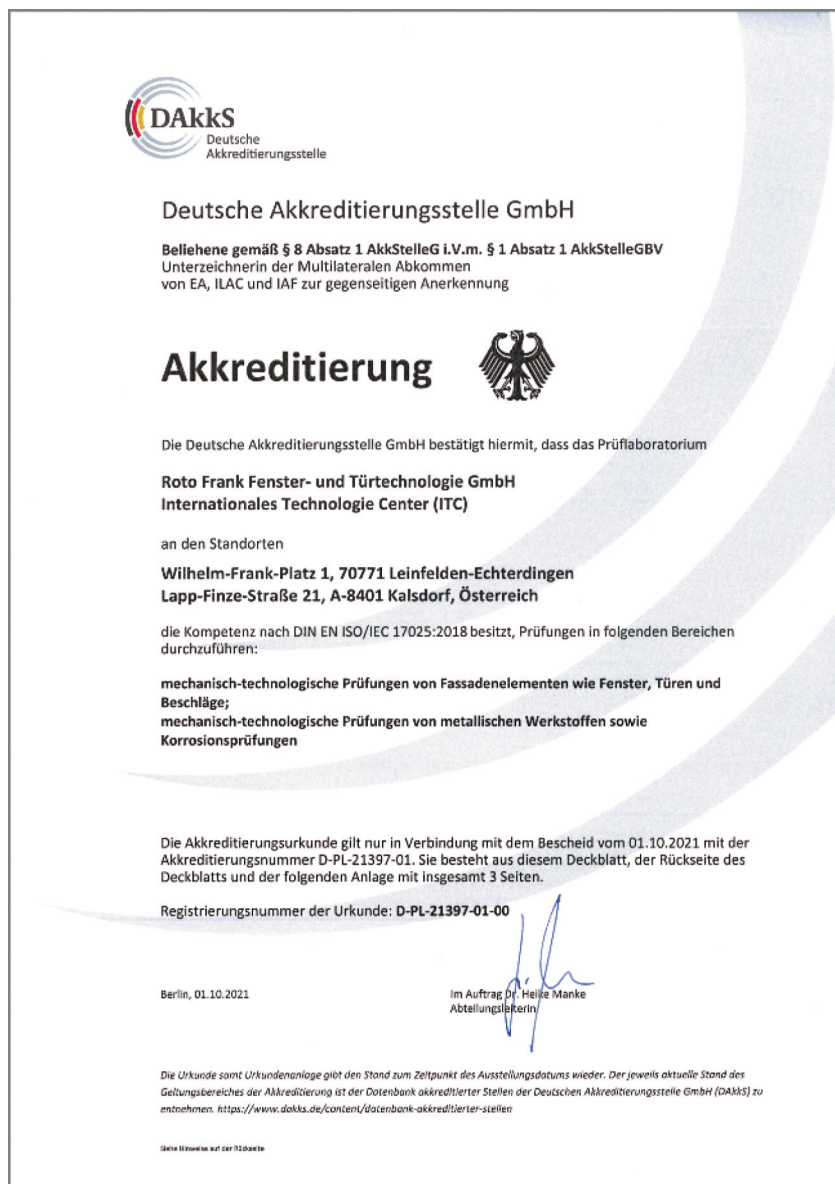 DAkkS
Deutsche
Akkreditierungsstelle
Deutsche Akkreditierungsstelle GmbH
Beliehene gemäß § 8 Absatz 1 AkkStelleG i.V.m. § 1 Absatz 1 AkkStelleGBV
Unterzeichnerin der Multilateralen Abkommen
von EA, ILAC und IAF zur gegenseitigen Anerkennung
Akkreditierung
Die Deutsche Akkreditierungsstelle GmbH bestätigt hiermit, dass das Prüflaboratorium
Roto Frank Fenster- und Türtechnologie GmbH
Internationales Technologie Center (ITC)
an den Standorten
Wilhelm-Frank-Platz 1, 70771 Leinfelden-Echterdingen
Lapp-Finze-Straße 21, A-8401 Kalsdorf, Österreich
die Kompetenz nach DIN EN ISO/IEC 17025:2018 besitzt, Prüfungen in folgenden Bereichen
durchzuführen:
mechanisch-technologische Prüfungen von Fassadenelementen wie Fenster, Türen und
Beschläge;
mechanisch-technologische Prüfungen von metallischen Werkstoffen sowie
Korrosionsprüfungen
Die Akkreditierungsurkunde gilt nur in Verbindung mit dem Bescheid vom 01.10.2021 mit der
Akkreditierungsnummer D-PL-21397-01. Sie besteht aus diesem Deckblatt, der Rückseite des
Deckblatts und der folgenden Anlage mit insgesamt 3 Seiten.
Registrierungsnummer der Urkunde: D-PL-21397-01-00
Berlin, 01.10.2021
Im Auftrag Dr. Heike Manke
Abteilungsleiterin
Die Urkunde samt Urkundenanlage gibt den Stand zum Zeitpunkt des Ausstellungsdatums wieder. Der jeweils aktuelle Stand des
Geltungsbereiches der Akkreditierung ist der Datenbank akkreditierter Stellen der Deutschen Akkreditierungsstelle GmbH (DAkkS) zu
entnehmen. https://www.dakks.de/content/datenbank-akkreditierter-stellen
Siehe Hinweise auf der Rückseite